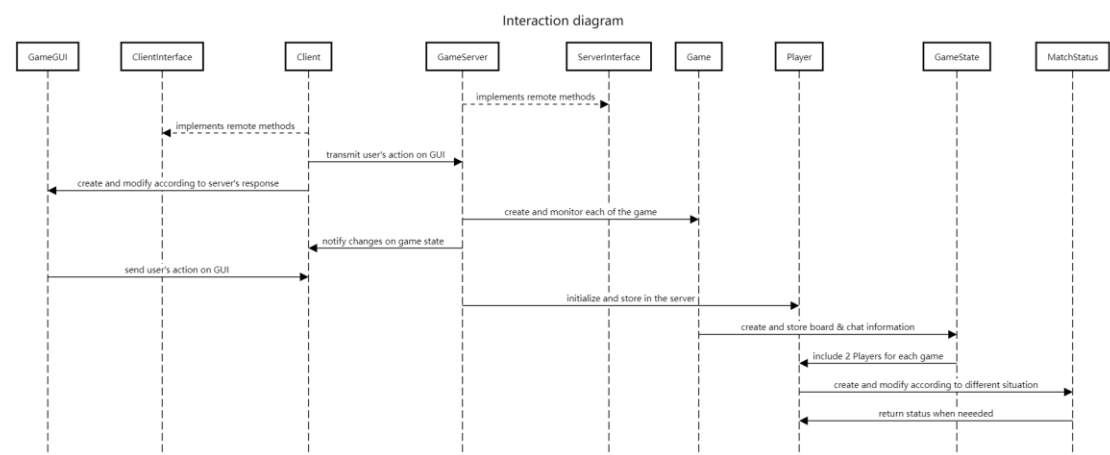 Interaction diagram
GameGUI
ClientInterface
Client
GameServer
ServerInterface
Game
Player
GameState
MatchStatus
implements remote methods
implements remote methods
transmit user's action on GUI
create and modify according to server's response
create and monitor each of the game
notify changes on game state
send user's action on GUI
initialize and store in the server
create and store board & chat information
include 2 Players for each game
create and modify according to different situation
return status when neeeded